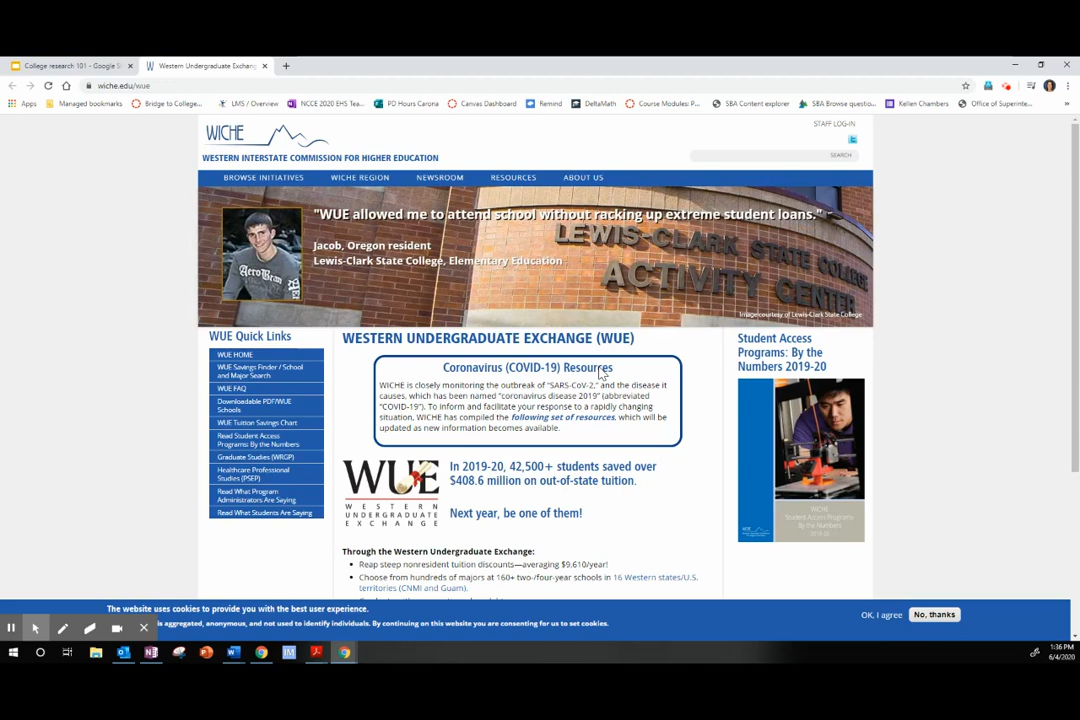 College research 101 - Google S
Western Undergraduate Exchang
wiche.edu/wue
Apps
Managed bookmarks
Bridge to College...
LMS / Overview
NCCE 2020 EHS Tea...
PD Hours Carona
Canvas Dashboard
Remind
DeltaMath
Course Modules: P...
SBA Content explorer
SBA Browse questio...
Kellen Chambers
Office of Superinte...
STAFF LOG-IN
WICHE
WESTERN INTERSTATE COMMISSION FOR HIGHER EDUCATION
SEARCH
BROWSE INITIATIVES
WICHE REGION
NEWSROOM
RESOURCES
ABOUT US
"WUE allowed me to attend school without racking up extreme student loans."
Jacob, Oregon resident
Lewis-Clark State College, Elementary Education
LEWIS-CLARK STATE COLLEGE
ACTIVITY CENTER
Image courtesy of Lewis-Clark State College
WUE Quick Links
WUE HOME
WUE Savings Finder / School
and Major Search
WUE FAQ
Downloadable PDF/WUE
Schools
WUE Tuition Savings Chart
Read Student Access
Programs: By the Numbers
Graduate Studies (WRGP)
Healthcare Professional
Studies (PSEP)
Read What Program
Administrators Are Saying
Read What Students Are Saying
WESTERN UNDERGRADUATE EXCHANGE (WUE)
Coronavirus (COVID-19) Resources
WICHE is closely monitoring the outbreak of "SARS-CoV-2," and the disease it
causes, which has been named "coronavirus disease 2019" (abbreviated
"COVID-19"). To inform and facilitate your response to a rapidly changing
situation, WICHE has compiled the following set of resources, which will be
updated as new information becomes available.
WUE
WESTERN
UNDERGRADUATE
EXCHANGE
In 2019-20, 42,500+ students saved over
$408.6 million on out-of-state tuition.
Next year, be one of them!
Through the Western Undergraduate Exchange:
Reap steep nonresident tuition discounts—averaging $9,610/year!
Choose from hundreds of majors at 160+ two-/four-year schools in 16 Western states/U.S.
territories (CNMI and Guam).
Student Access
Programs: By the
Numbers 2019-20
WICHE
Student Access Programs
By the Numbers
2019-20
The website uses cookies to provide you with the best user experience.
is aggregated, anonymous, and not used to identify individuals. By continuing on this website you are consenting for us to set cookies.
OK, I agree
No, thanks
1:36 PM
6/4/2020